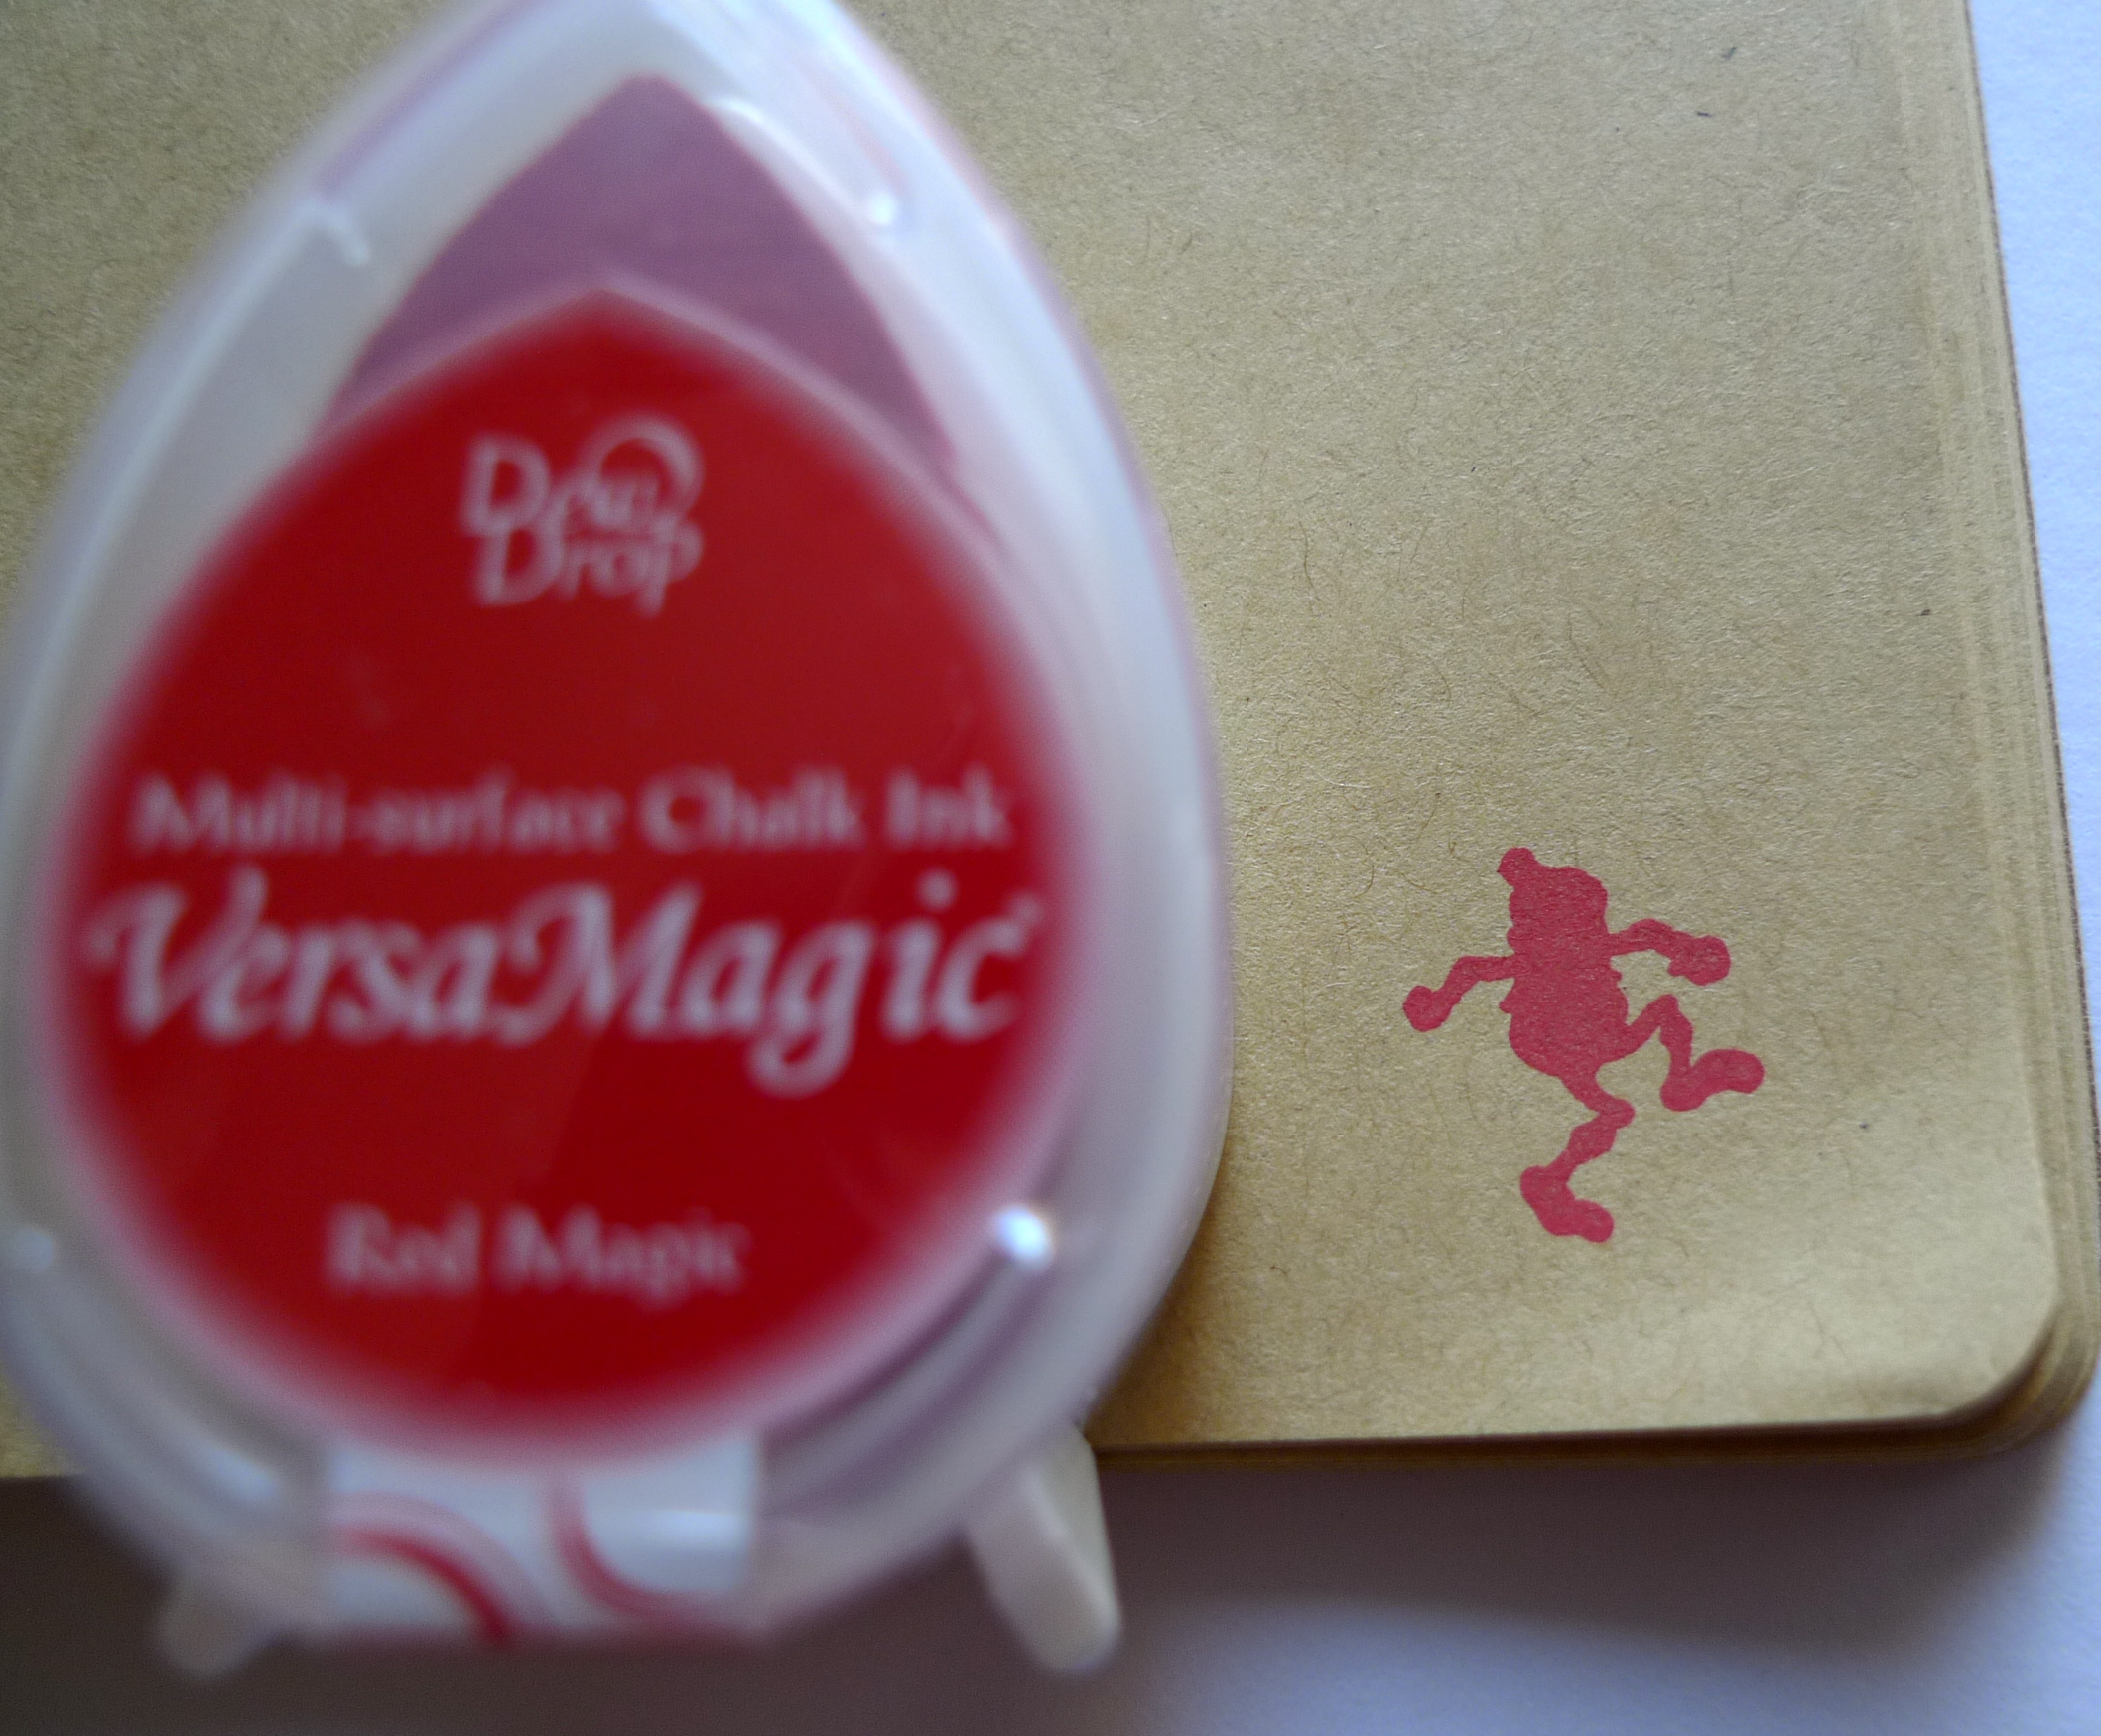 Dew
Drop
Multi-surface Chalk Ink
VersaMagic
Red Magic